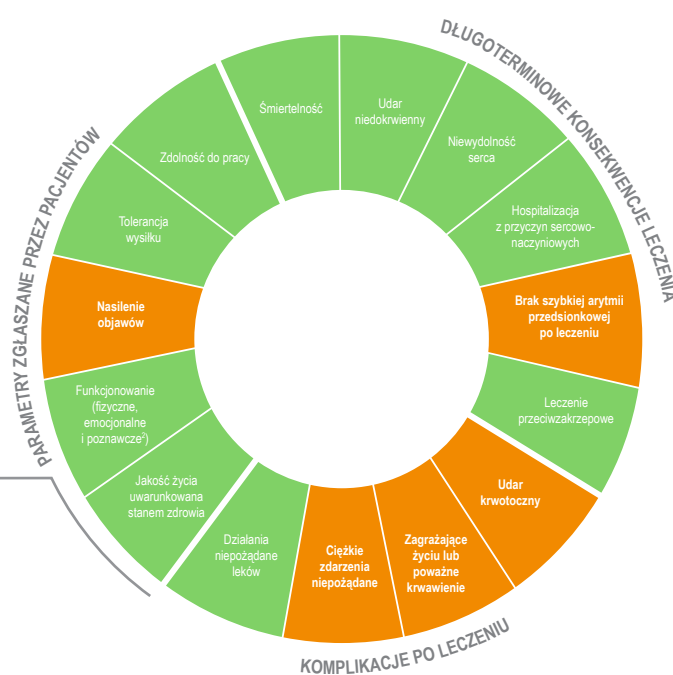 DŁUGOTERMINOWE KONSEKWENCJE LECZENIA
Śmiertelność
Udar
niedokrwienny
Niewydolność
serca
Hospitalizacja
z przyczyn sercowo-
naczyniowych
Brak szybkiej arytmii
przedsionkowej
po leczeniu
Leczenie
przeciwzakrzepowe
KOMPLIKACJE PO LECZENIU
Udar
krwotoczny
Zagrażające
życiu lub
poważne
krwawienie
Ciężkie
zdarzenia
niepożądane
Działania
niepożądane
leków
PARAMETRY ZGŁASZANE PRZEZ PACJENTÓW
Jakość życia
uwarunkowana
stanem zdrowia
Funkcjonowanie
(fizyczne,
emocjonalne
i poznawcze²)
Nasilenie
objawów
Tolerancja
wysiłku
Zdolność do pracy